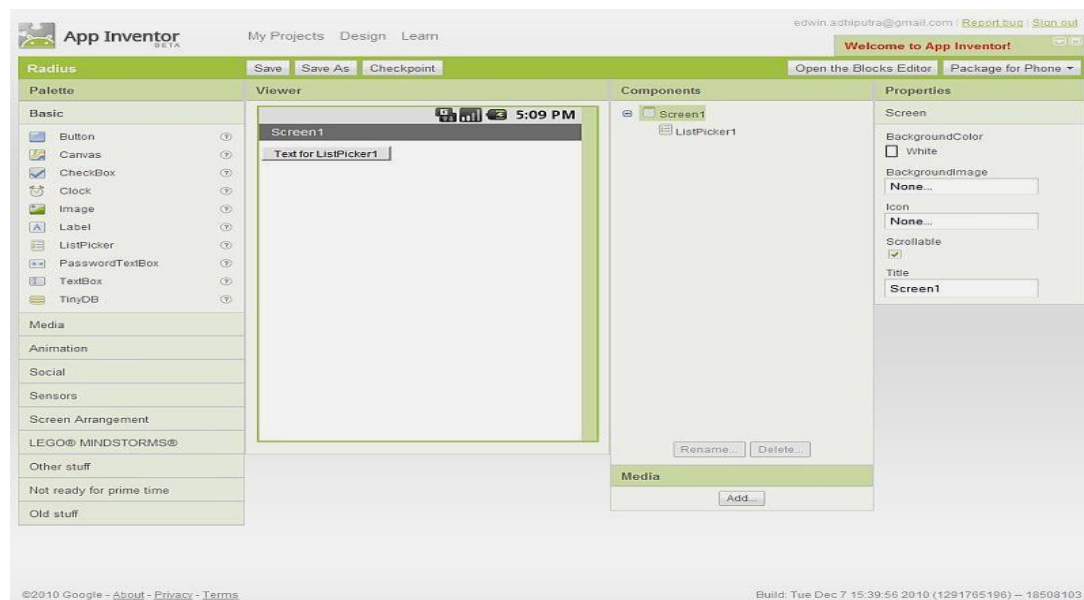 edwin.adhiputra@gmail.com | Report bug | Sign out
App Inventor
BETA
My Projects Design Learn
Welcome to App Inventor!
Radius
Save Save As Checkpoint
Open the Blocks Editor Package for Phone
Palette
Basic
Button
Canvas
CheckBox
Clock
Image
Label
ListPicker
PasswordTextBox
TextBox
TinyDB
Media
Animation
Social
Sensors
Screen Arrangement
LEGO® MINDSTORMS®
Other stuff
Not ready for prime time
Old stuff
Viewer
5:09 PM
Screen1
Text for ListPicker1
Components
Screen1
ListPicker1
Rename... Delete...
Media
Add...
Properties
Screen
BackgroundColor
White
BackgroundImage
None...
Icon
None...
Scrollable
Title
Screen1
©2010 Google - About - Privacy - Terms
Build: Tue Dec 7 15:39:56 2010 (1291765196) -- 18508103